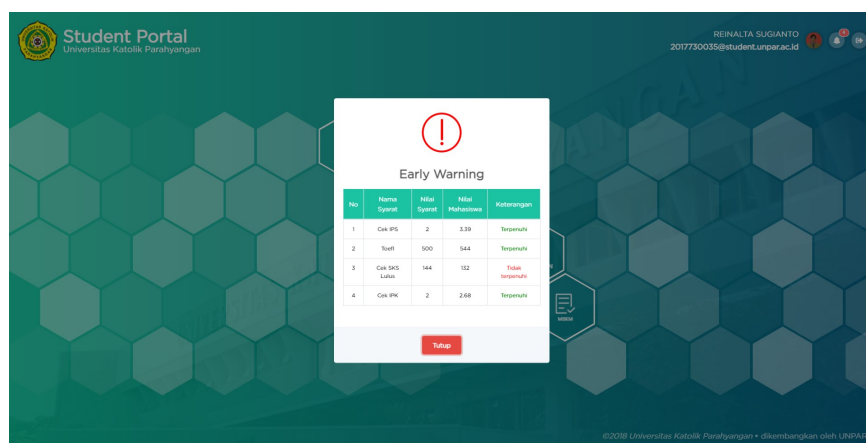 Student Portal
Universitas Katolik Parahyangan
REINALTA SUGIANTO
2017730035@student.unpar.ac.id
Early Warning
No Nama Syarat Nilai Syarat Nilai Mahasiswa Keterangan
1 Cek IPS 2 3.39 Terpenuhi
2 Toefl 500 544 Terpenuhi
3 Cek SKS Lulus 144 132 Tidak terpenuhi
4 Cek IPK 2 2.68 Terpenuhi
Tutup
©2018 Universitas Katolik Parahyangan • dikembangkan oleh UNPAR